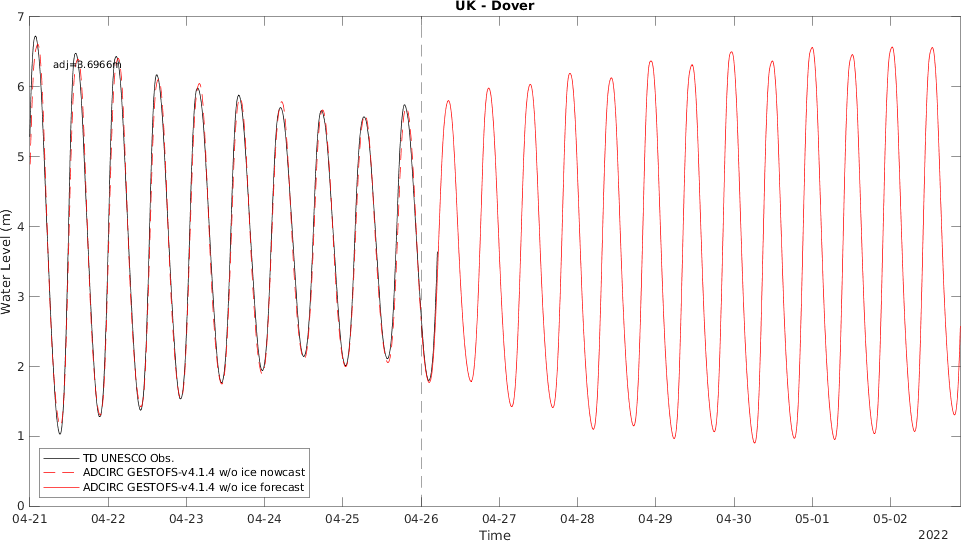 UK - Dover
7
adj=3.6966m
6
5
4
3
2
1
0
Water Level (m)
TD UNESCO Obs.
ADCIRC GESTOFS-v4.1.4 w/o ice nowcast
ADCIRC GESTOFS-v4.1.4 w/o ice forecast
04-21 04-22 04-23 04-24 04-25 04-26 04-27 04-28 04-29 04-30 05-01 05-02
Time
2022